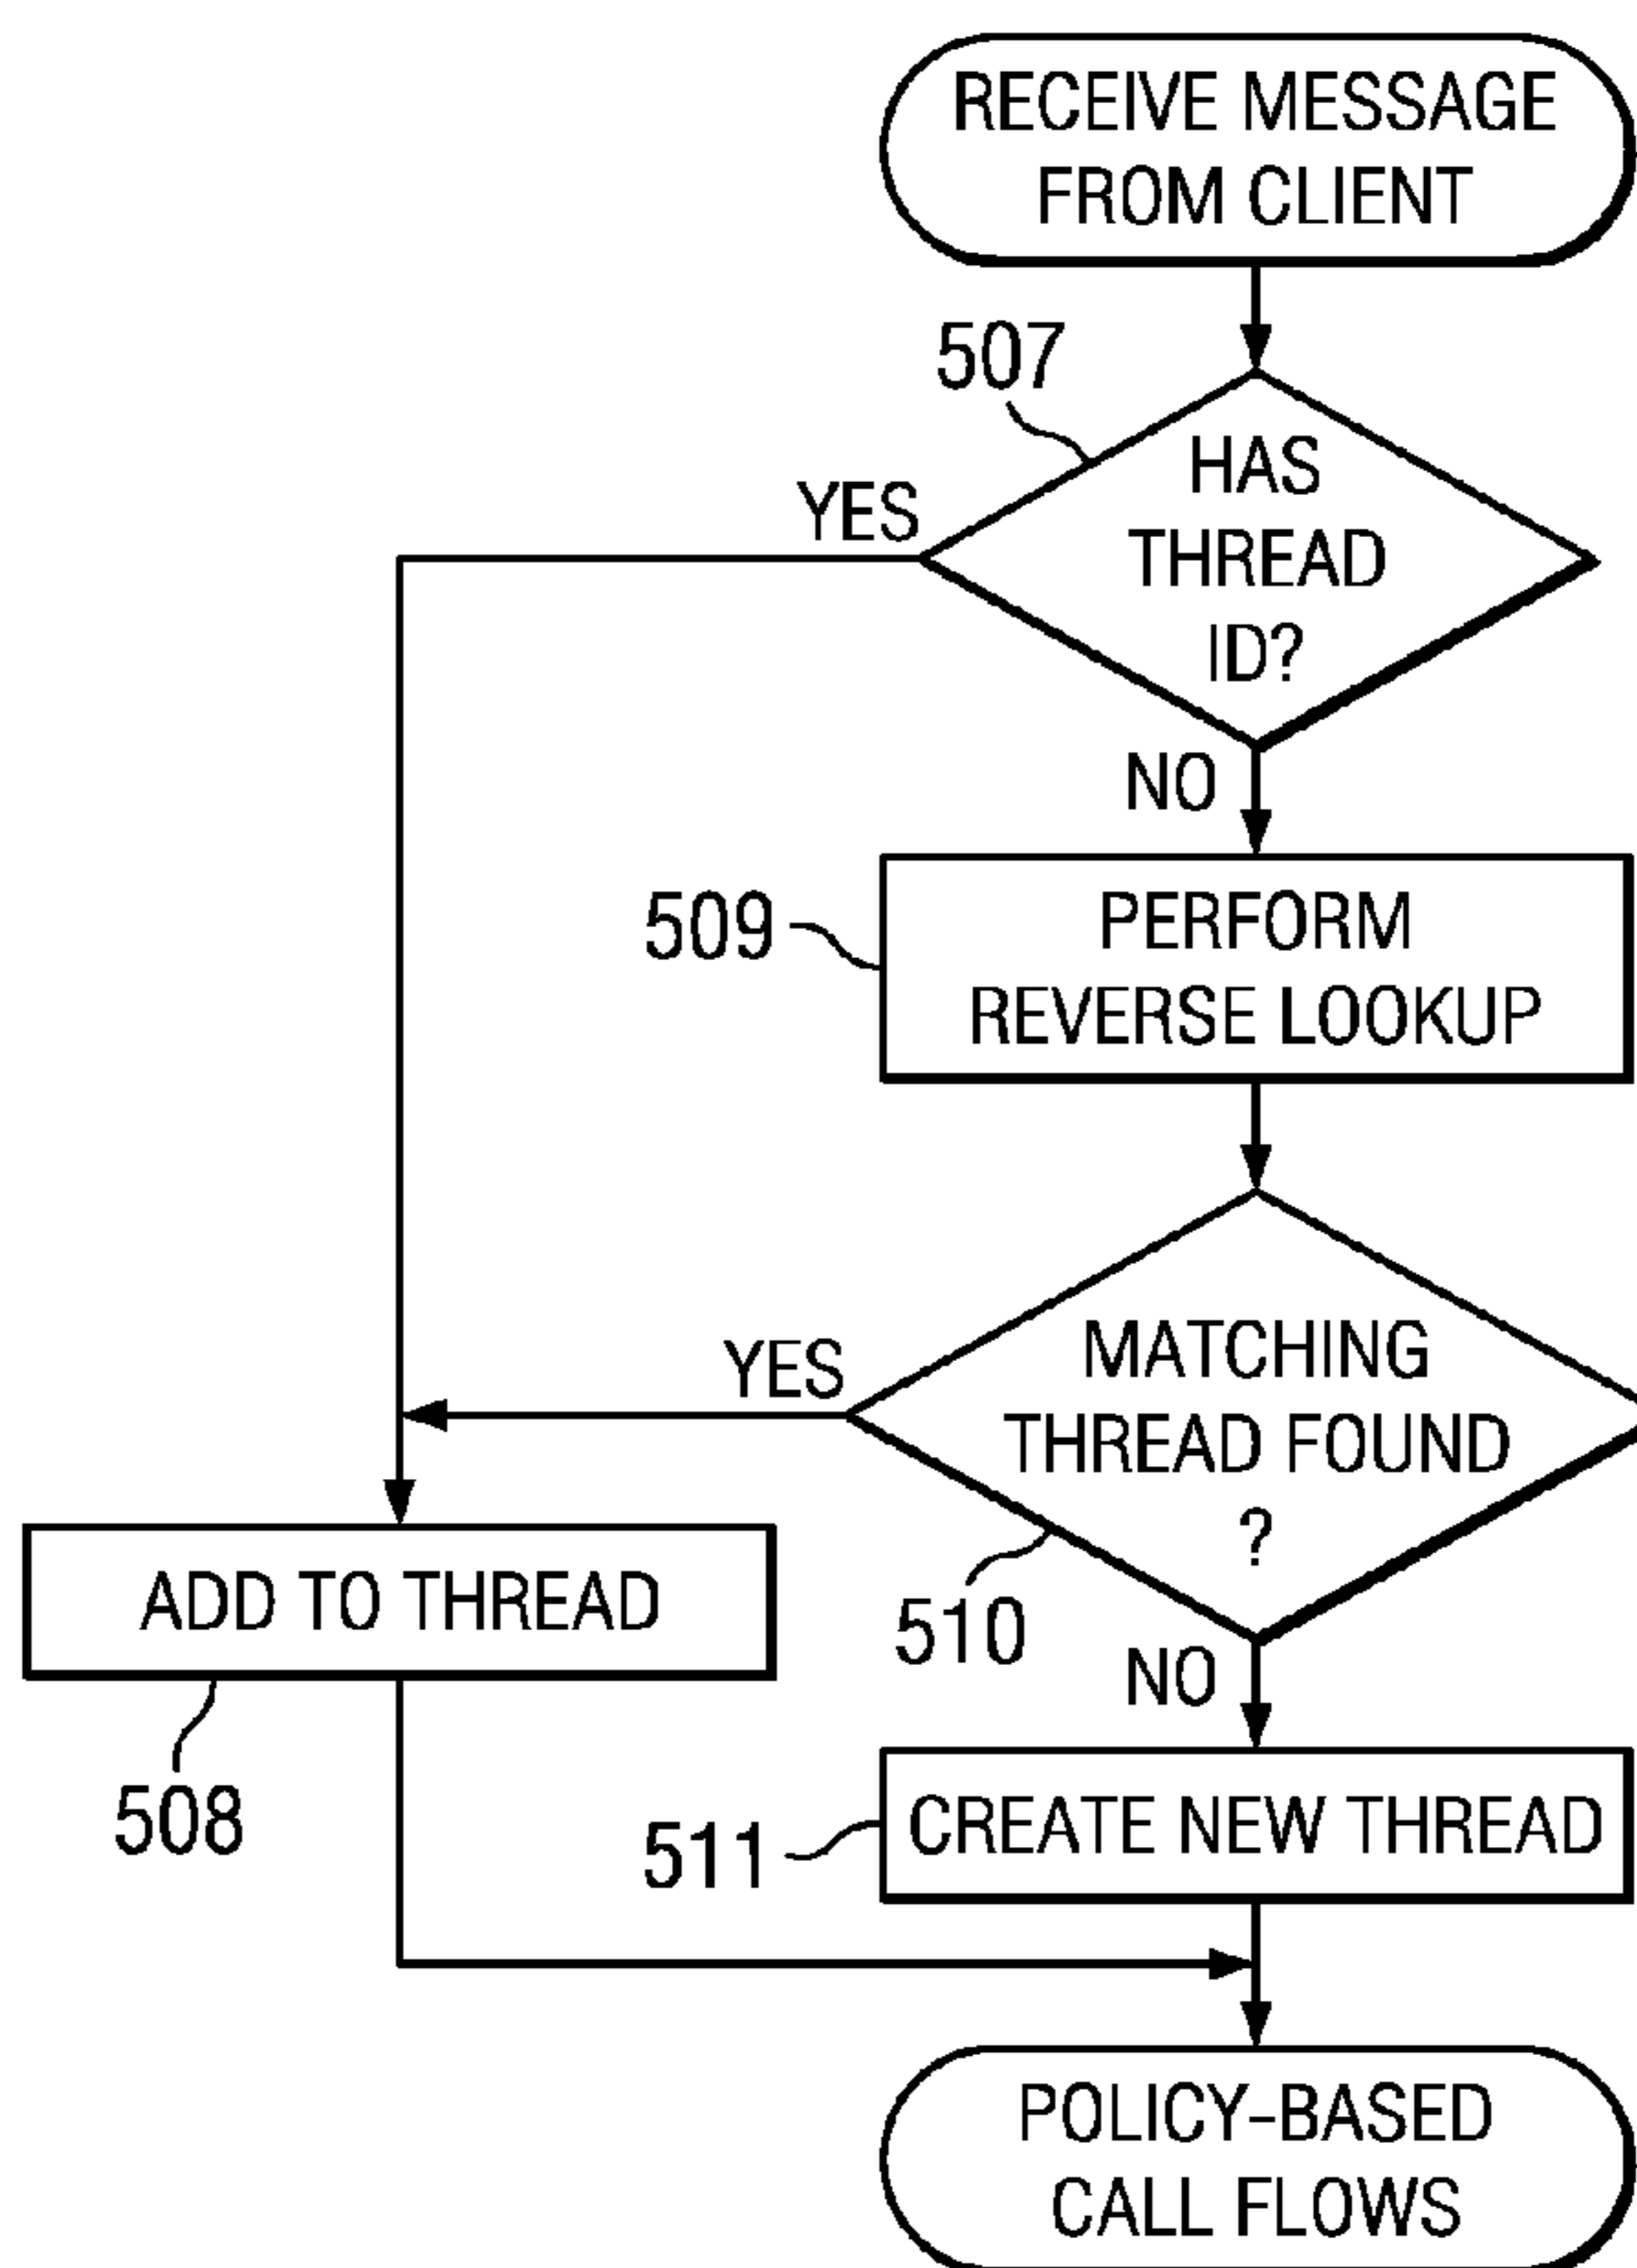 RECEIVE MESSAGE
FROM CLIENT
507
HAS
THREAD
ID?
YES
NO
509
PERFORM
REVERSE LOOKUP
MATCHING
THREAD FOUND
?
YES
510
NO
ADD TO THREAD
508
511
CREATE NEW THREAD
POLICY-BASED
CALL FLOWS